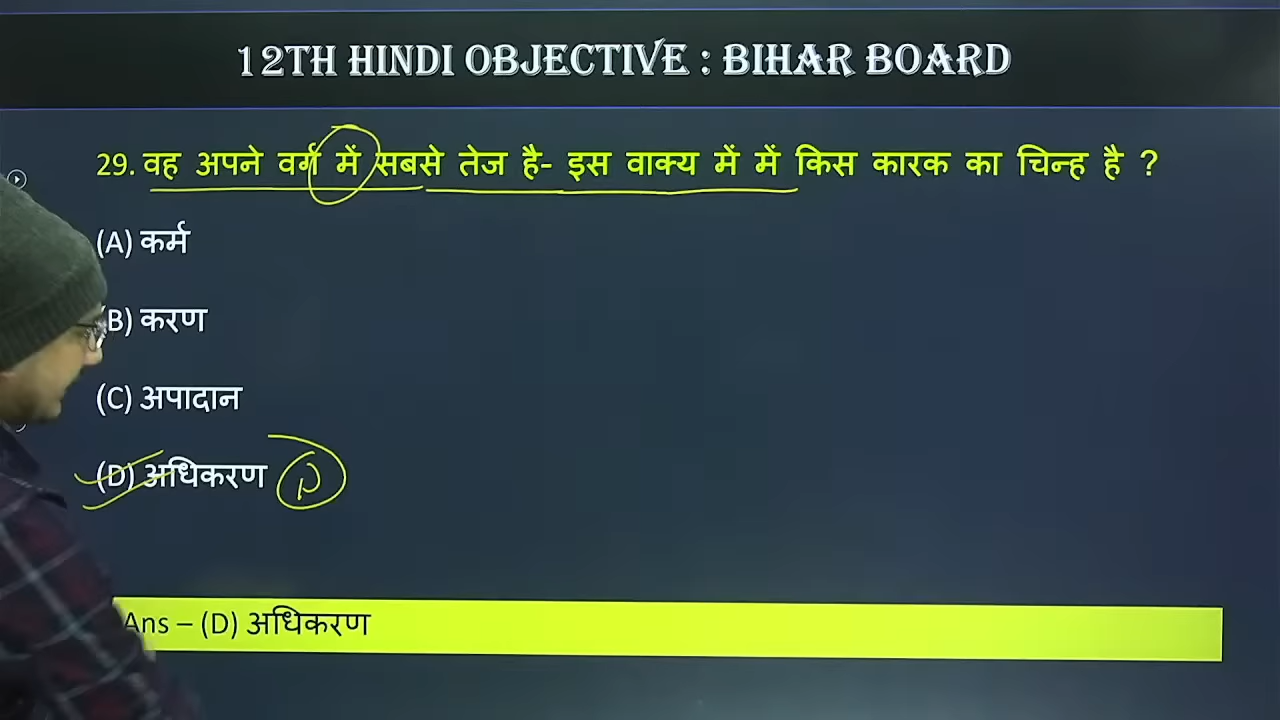 12TH HINDI OBJECTIVE : BIHAR BOARD
29. वह अपने वर्ग में सबसे तेज है- इस वाक्य में में किस कारक का चिन्ह है ?
(A) कर्म
(B) करण
(C) अपादान
(D) अधिकरण D
Ans – (D) अधिकरण